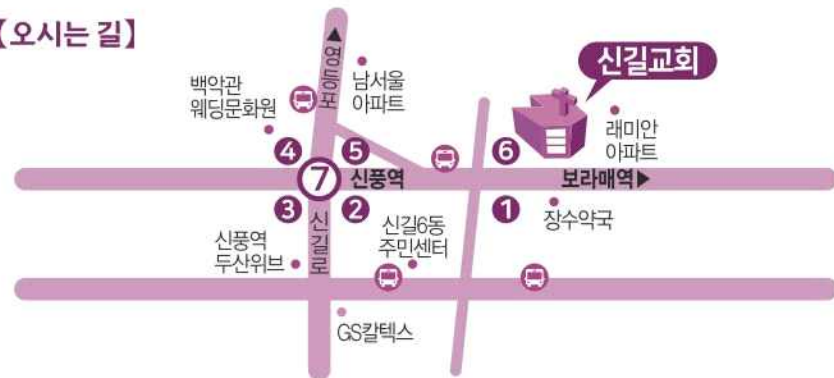 【오시는 길】
▲영등포
남서울
아파트
백악관
웨딩문화원
신길교회
래미안
아파트
4
5
6
7
신풍역
보라매역▶
3
2
1
신길로
장수약국
신길6동
주민센터
신풍역
두산위브
GS칼텍스